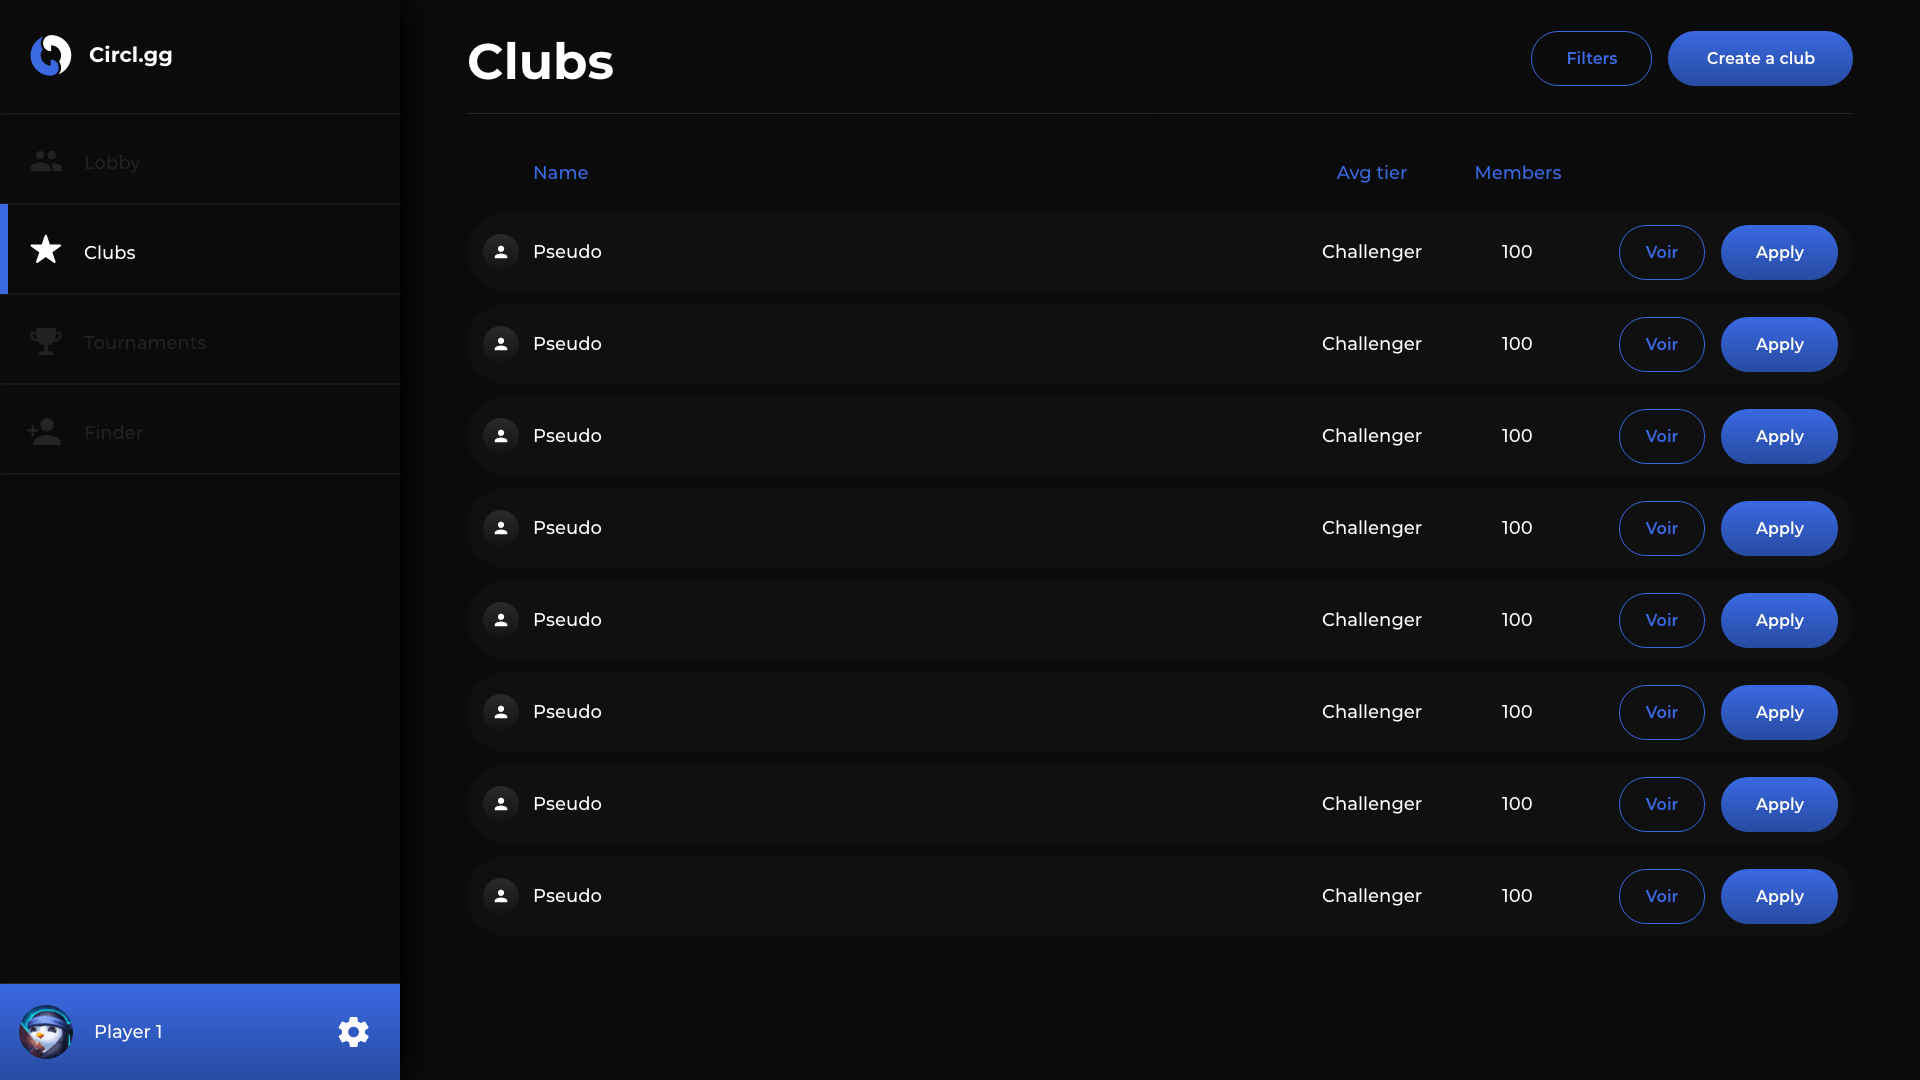 Circl.gg
Lobby
Clubs
Tournaments
Finder
Player 1
Clubs
Filters
Create a club
Name Avg tier Members
Pseudo Challenger 100 Voir Apply
Pseudo Challenger 100 Voir Apply
Pseudo Challenger 100 Voir Apply
Pseudo Challenger 100 Voir Apply
Pseudo Challenger 100 Voir Apply
Pseudo Challenger 100 Voir Apply
Pseudo Challenger 100 Voir Apply
Pseudo Challenger 100 Voir Apply